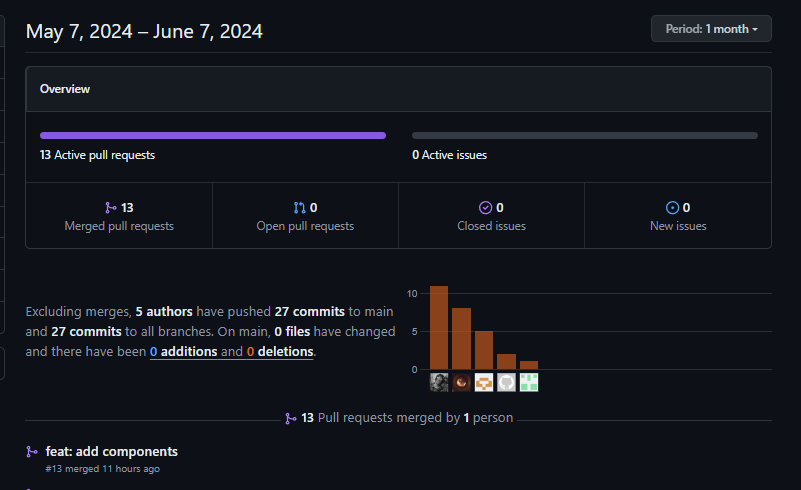 May 7, 2024 – June 7, 2024
Period: 1 month
Overview
13 Active pull requests
0 Active issues
13
Merged pull requests
0
Open pull requests
0
Closed issues
0
New issues
Excluding merges, 5 authors have pushed 27 commits to main
and 27 commits to all branches. On main, 0 files have changed
and there have been 0 additions and 0 deletions.
10
5
0
13 Pull requests merged by 1 person
feat: add components
#13 merged 11 hours ago